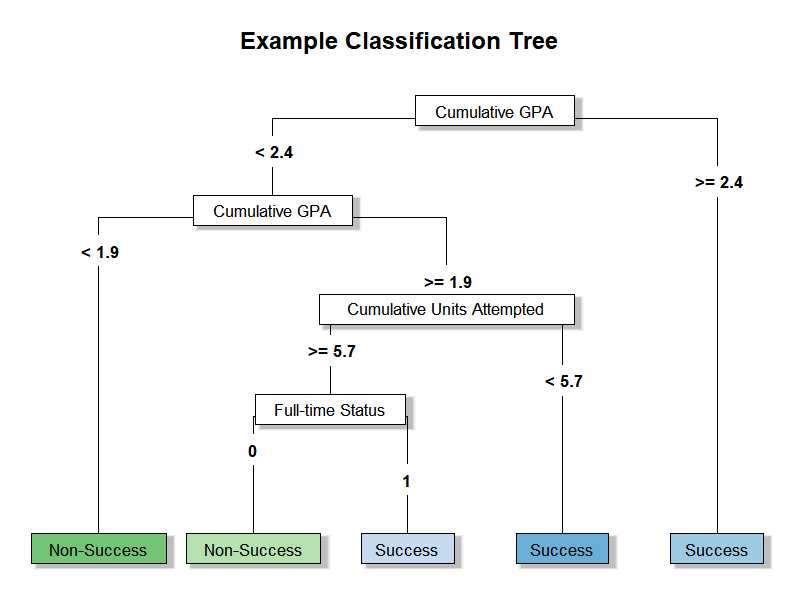 Example Classification Tree
Cumulative GPA
< 2.4
>= 2.4
Cumulative GPA
< 1.9
>= 1.9
Cumulative Units Attempted
>= 5.7
< 5.7
Full-time Status
0
1
Non-Success
Non-Success
Success
Success
Success